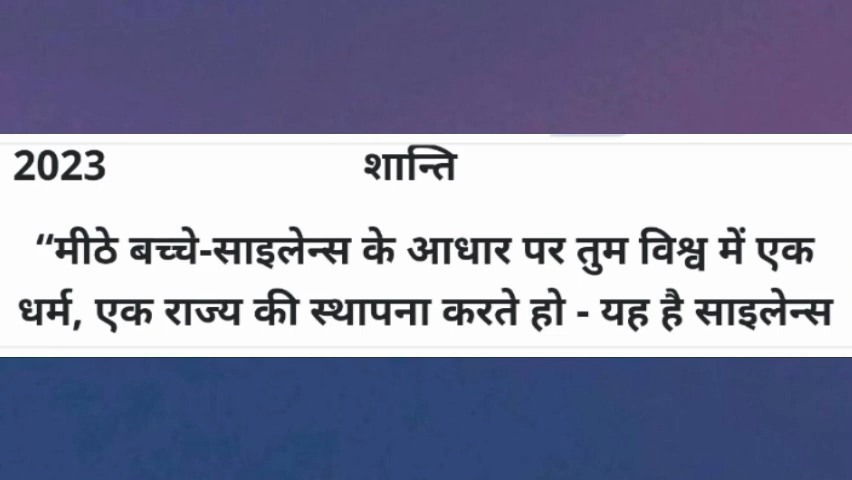 2023 शान्ति
“मीठे बच्चे-साइलेन्स के आधार पर तुम विश्व में एक
धर्म, एक राज्य की स्थापना करते हो - यह है साइलेन्स